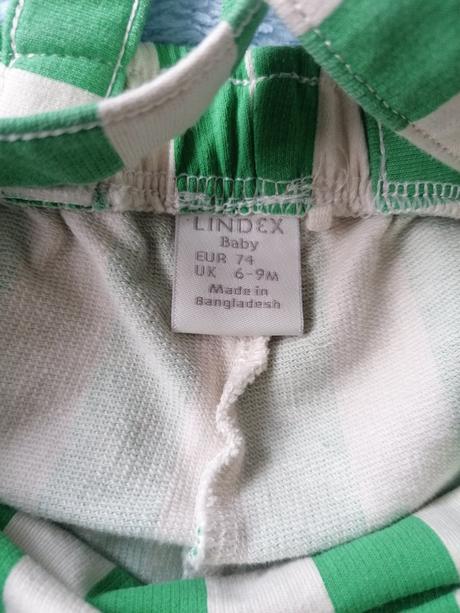 LINDEX
Baby
EUR 74
UK 6-9M
Made in
Bangladesh